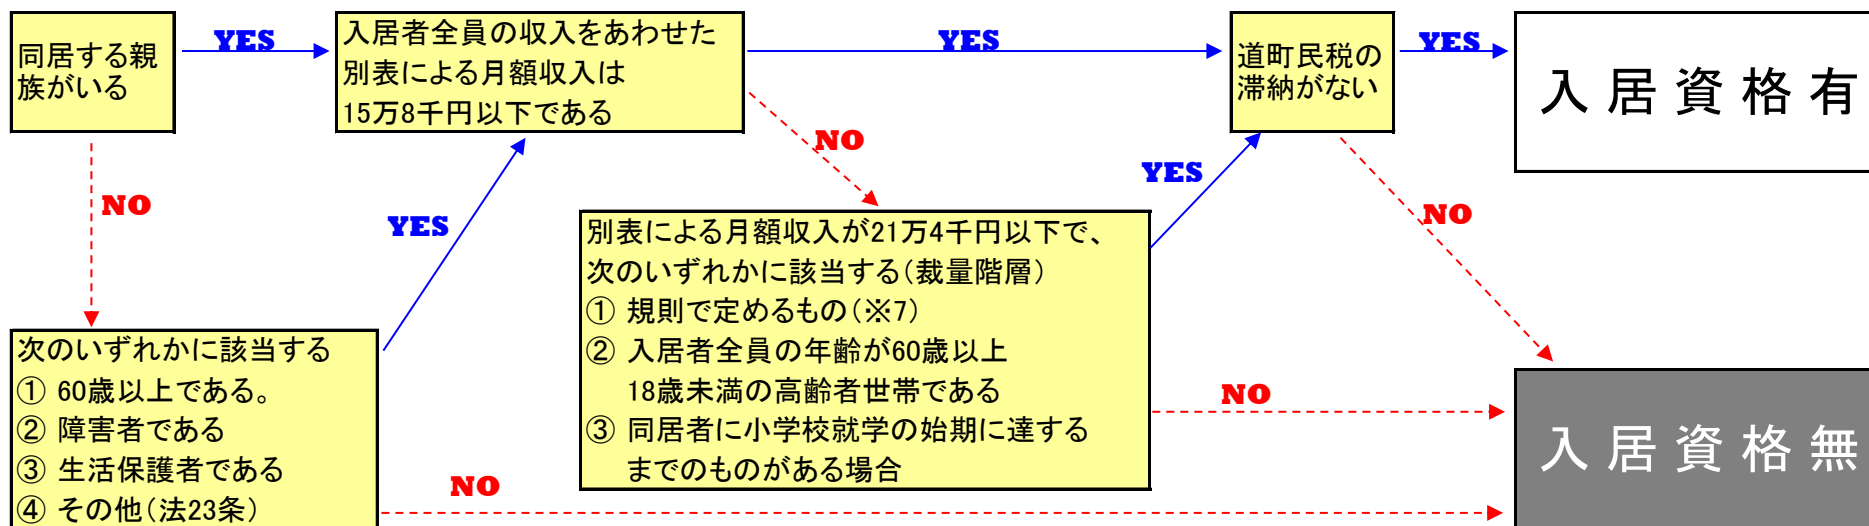 同居する親
族がいる
YES
入居者全員の収入をあわせた
別表による月額収入は
15万8千円以下である
YES
道町民税の
滞納がない
YES
入居資格有
NO
NO
YES
YES
NO
別表による月額収入が21万4千円以下で、
次のいずれかに該当する(裁量階層)
① 規則で定めるもの(※7)
② 入居者全員の年齢が60歳以上
18歳未満の高齢者世帯である
③ 同居者に小学校就学の始期に達する
までのものがある場合
次のいずれかに該当する
① 60歳以上である。
② 障害者である
③ 生活保護者である
④ その他(法23条)
NO
NO
入居資格無